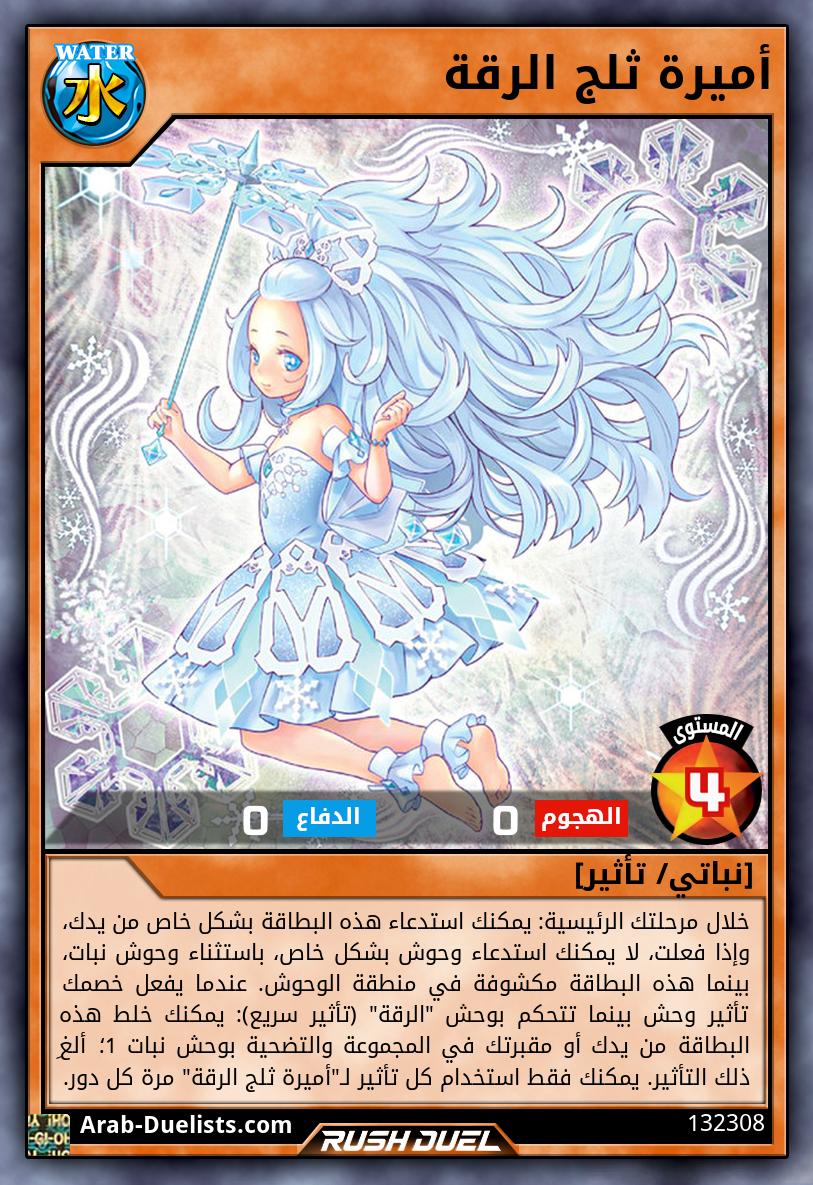 أميرة ثلج الرقة
WATER
水
المستوى
4
الهجوم 0
الدفاع 0
[نباتي/ تأثير]
خلال مرحلتك الرئيسية: يمكنك استدعاء هذه البطاقة بشكل خاص من يدك،
وإذا فعلت، لا يمكنك استدعاء وحوش بشكل خاص، باستثناء وحوش نبات،
بينما هذه البطاقة مكشوفة في منطقة الوحوش. عندما يفعل خصمك
تأثير وحش بينما تتحكم بوحش "الرقة" (تأثير سريع): يمكنك خلط هذه
البطاقة من يدك أو مقبرتك في المجموعة والتضحية بوحش نبات 1؛ ألغِ
ذلك التأثير. يمكنك فقط استخدام كل تأثير لـ"أميرة ثلج الرقة" مرة كل دور.
Arab-Duelists.com
RUSH DUEL
132308